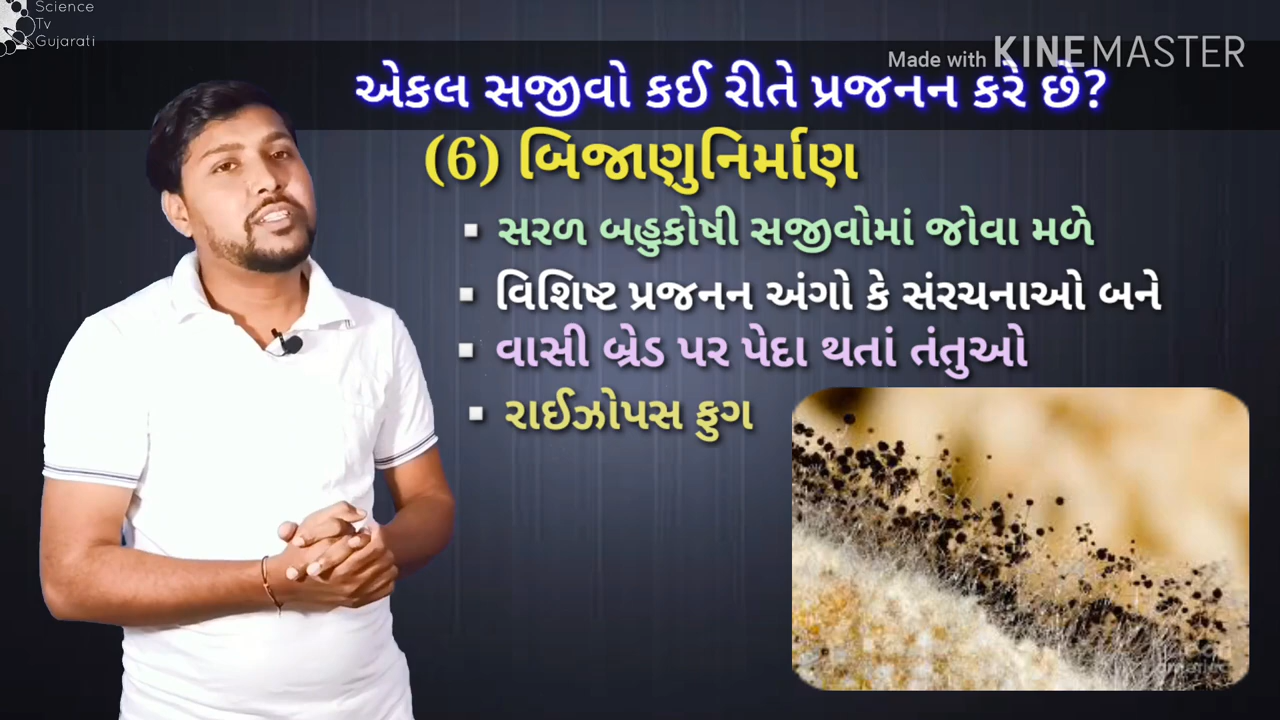 Science
Tv
Gujarati
Made with KINEMASTER
એકલ સજીવો કઈ રીતે પ્રજનન કરે છે?
(6) બિજાણુનિર્માણ
▪ સરળ બહુકોષી સજીવોમાં જોવા મળે
▪ વિશિષ્ટ પ્રજનન અંગો કે સંરચનાઓ બને
▪ વાસી બ્રેડ પર પેદા થતાં તંતુઓ
▪ રાઈઝોપસ ફુગ